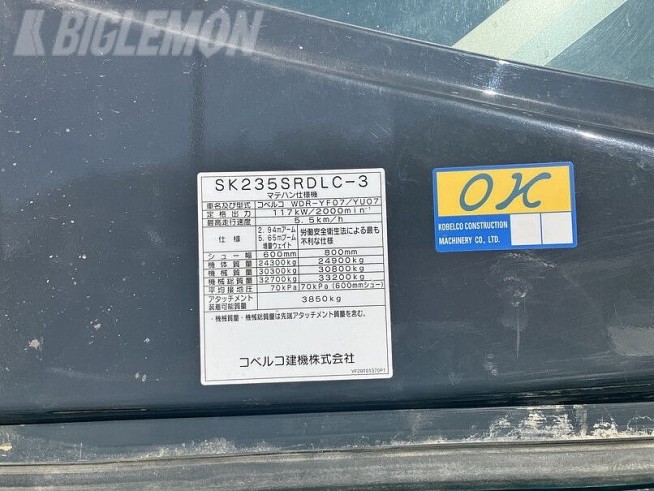 BIGLEMON
SK235SRDLC-3
マテハン仕様機
車名及び型式 コベルコ WDR-YF07/YU07
定格出力 117kW/2000min⁻¹
最高走行速度 5.5km/h
仕様 2.94mブーム 5.65mブーム 増量ウェイト 労働安全衛生法による最も不利な仕様
シュー幅 600mm 800mm
機体質量 24300kg 24900kg
機械質量 30300kg 30800kg
機械総質量 32700kg 33200kg
平均接地圧 70kPa 70kPa (600mmシュー)
アタッチメント装着可能質量 3850kg
・機械質量・機械総質量は先端アタッチメント質量を含む。
コベルコ建機株式会社
OK
KOBELCO CONSTRUCTION
MACHINERY CO., LTD.